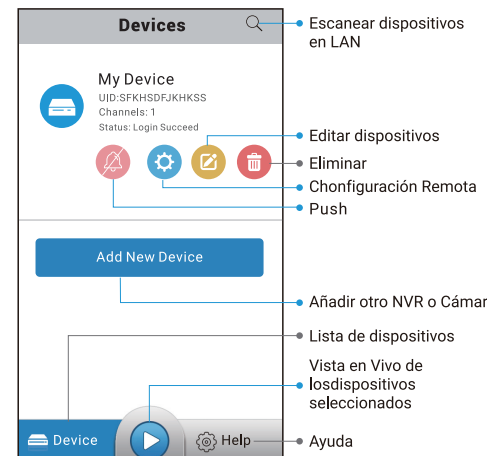 Devices
Escanear dispositivos
en LAN
My Device
UID:SFKHSDFJKHKSS
Channels: 1
Status: Login Succeed
Editar dispositivos
Eliminar
Chonfiguración Remota
Push
Add New Device
Añadir otro NVR o Cámar
Lista de dispositivos
Vista en Vivo de
losdispositivos
seleccionados
Device
Help
Ayuda